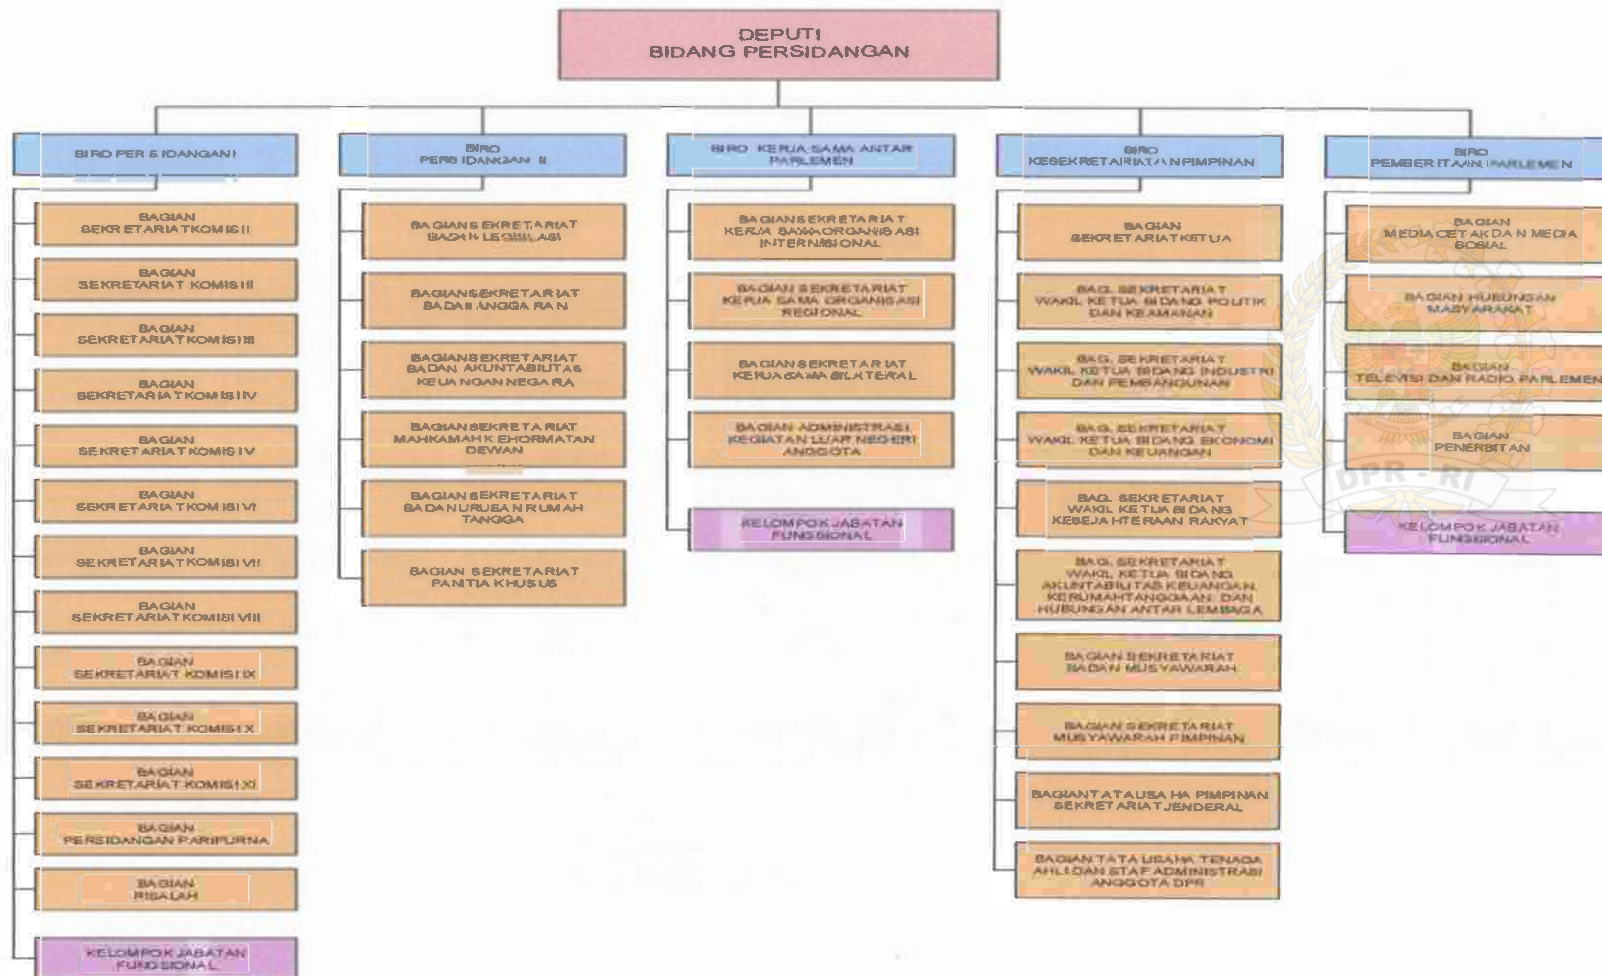 DEPUTI
BIDANG PERSIDANGAN
BIRO PERSIDANGAN I
BAGIAN
SEKRETARIAT KOMISI I
BAGIAN
SEKRETARIAT KOMISI II
BAGIAN
SEKRETARIAT KOMISI III
BAGIAN
SEKRETARIAT KOMISI IV
BAGIAN
SEKRETARIAT KOMISI V
BAGIAN
SEKRETARIAT KOMISI VI
BAGIAN
SEKRETARIAT KOMISI VII
BAGIAN
SEKRETARIAT KOMISI VIII
BAGIAN
SEKRETARIAT KOMISI IX
BAGIAN
SEKRETARIAT KOMISI X
BAGIAN
SEKRETARIAT KOMISI XI
BAGIAN
PERSIDANGAN PARIPURNA
BAGIAN
RISALAH
KELOMPOK JABATAN
FUNGSIONAL
BIRO
PERSIDANGAN II
BAGIAN SEKRETARIAT
BADAN LEGISLASI
BAGIAN SEKRETARIAT
BADAN ANGGARAN
BAGIAN SEKRETARIAT
BADAN AKUNTABILITAS
KEUANGAN NEGARA
BAGIAN SEKRETARIAT
MAHKAMAH KEHORMATAN
DEWAN
BAGIAN SEKRETARIAT
BADAN URUSAN RUMAH
TANGGA
BAGIAN SEKRETARIAT
PANITIA KHUSUS
BIRO KERJA SAMA ANTAR
PARLEMEN
BAGIAN SEKRETARIAT
KERJA SAMA ORGANISASI
INTERNASIONAL
BAGIAN SEKRETARIAT
KERJA SAMA ORGANISASI
REGIONAL
BAGIAN SEKRETARIAT
KERJA SAMA BILATERAL
BAGIAN ADMINISTRASI
KEGIATAN LUAR NEGERI
ANGGOTA
KELOMPOK JABATAN
FUNGSIONAL
BIRO
KESEKRETARIATAN PIMPINAN
BAGIAN
SEKRETARIAT KETUA
BAG. SEKRETARIAT
WAKIL KETUA BIDANG POLITIK
DAN KEAMANAN
BAG. SEKRETARIAT
WAKIL KETUA BIDANG INDUSTRI
DAN PEMBANGUNAN
BAG. SEKRETARIAT
WAKIL KETUA BIDANG EKONOMI
DAN KEUANGAN
BAG. SEKRETARIAT
WAKIL KETUA BIDANG
KESEJAHTERAAN RAKYAT
BAG. SEKRETARIAT
WAKIL KETUA BIDANG
AKUNTABILITAS KEUANGAN,
KERUMAHTANGGAAN, DAN
HUBUNGAN ANTAR LEMBAGA
BAGIAN SEKRETARIAT
BADAN MUSYAWARAH
BAGIAN SEKRETARIAT
MUSYAWARAH PIMPINAN
BAGIAN TATA USAHA PIMPINAN
SEKRETARIAT JENDERAL
BAGIAN TATA USAHA TENAGA
AHLI DAN STAF ADMINISTRASI
ANGGOTA DPR
BIRO
PEMBERITAAN PARLEMEN
BAGIAN
MEDIA CETAK DAN MEDIA
SOSIAL
BAGIAN HUBUNGAN
MASYARAKAT
BAGIAN
TELEVISI DAN RADIO PARLEMEN
BAGIAN
PENERBITAN
KELOMPOK JABATAN
FUNGSIONAL
DPR - RI